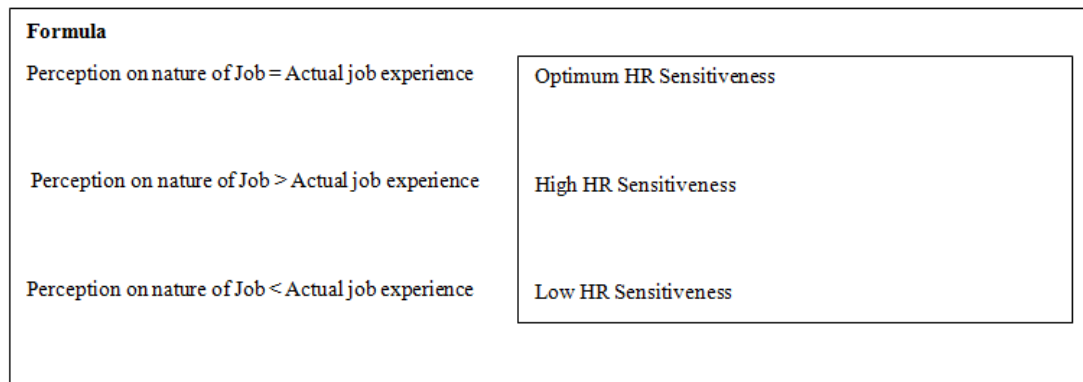 Formula
Perception on nature of Job = Actual job experience
Optimum HR Sensitiveness
Perception on nature of Job > Actual job experience
High HR Sensitiveness
Perception on nature of Job < Actual job experience
Low HR Sensitiveness